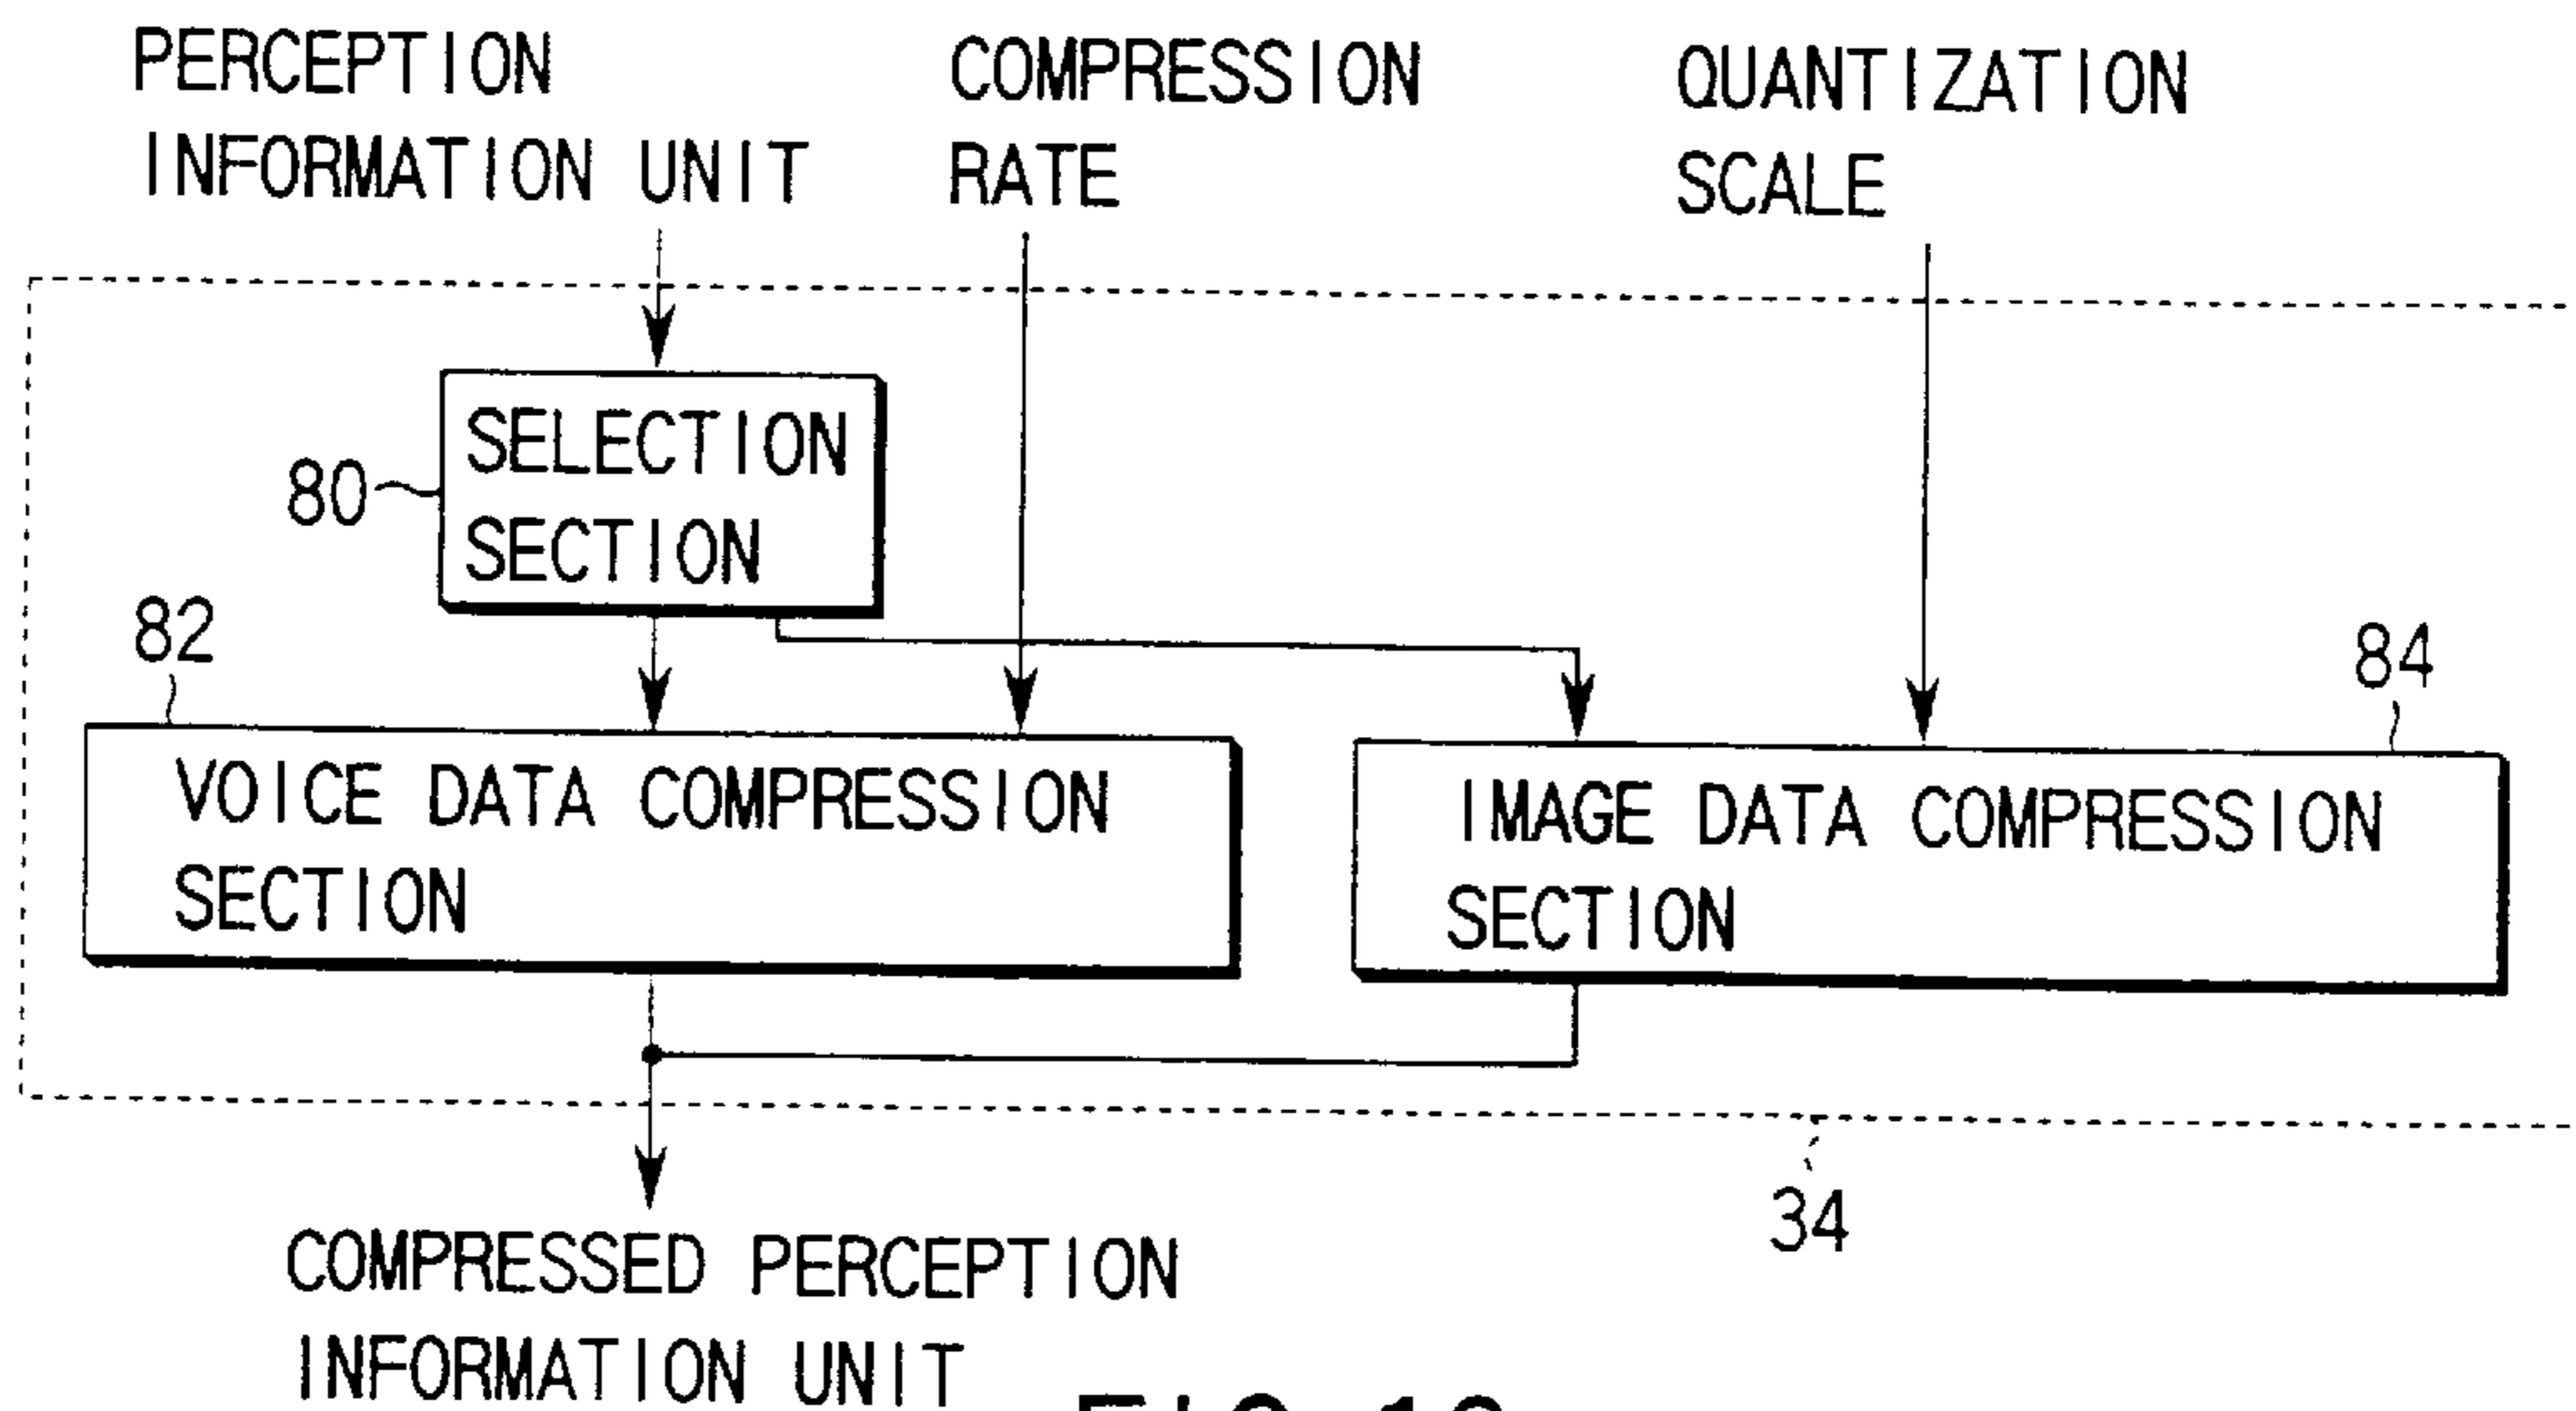 PERCEPTION
INFORMATION UNIT
COMPRESSION
RATE
QUANTIZATION
SCALE
80
SELECTION
SECTION
82
84
VOICE DATA COMPRESSION
SECTION
IMAGE DATA COMPRESSION
SECTION
34
COMPRESSED PERCEPTION
INFORMATION UNIT